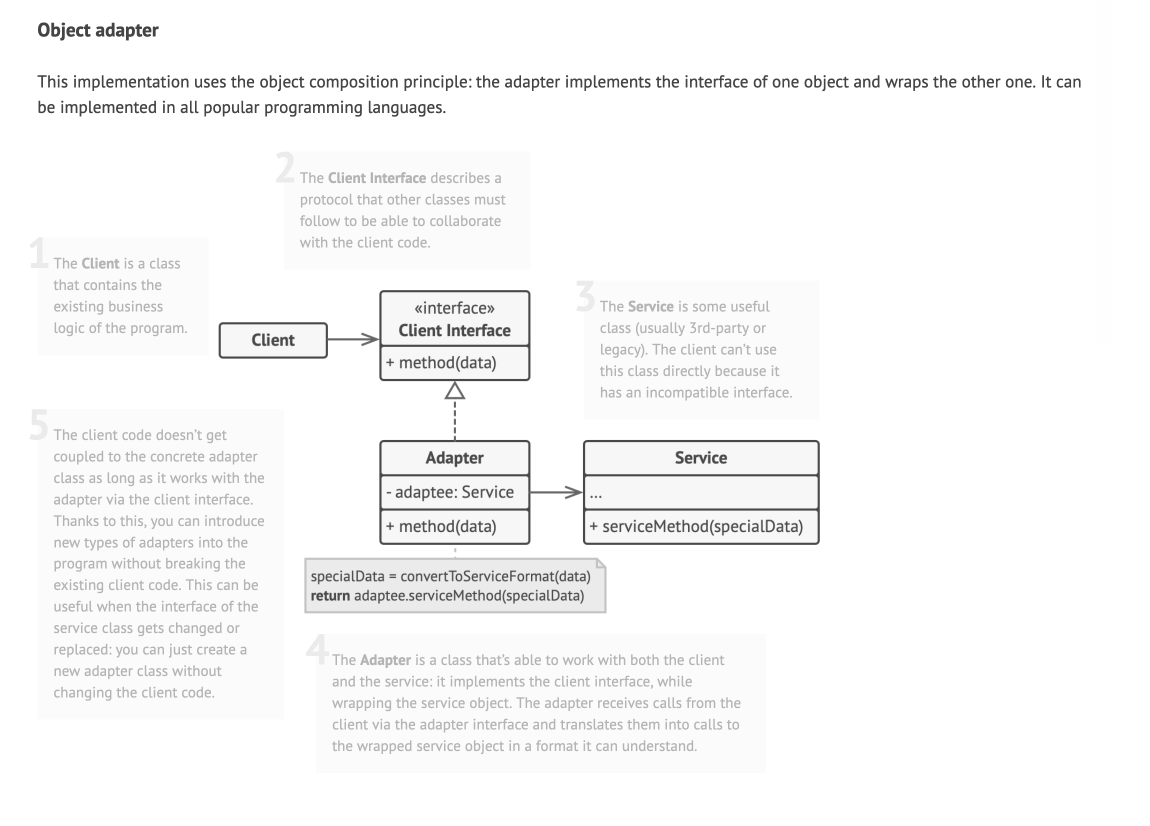 Object adapter
This implementation uses the object composition principle: the adapter implements the interface of one object and wraps the other one. It can
be implemented in all popular programming languages.
1
The Client is a class
that contains the
existing business
logic of the program.
2
The Client Interface describes a
protocol that other classes must
follow to be able to collaborate
with the client code.
Client
«interface»
Client Interface
+ method(data)
3
The Service is some useful
class (usually 3rd-party or
legacy). The client can't use
this class directly because it
has an incompatible interface.
Adapter
- adaptee: Service
+ method(data)
Service
...
+ serviceMethod(specialData)
specialData = convertToServiceFormat(data)
return adaptee.serviceMethod(specialData)
4
The Adapter is a class that's able to work with both the client
and the service: it implements the client interface, while
wrapping the service object. The adapter receives calls from the
client via the adapter interface and translates them into calls to
the wrapped service object in a format it can understand.
5
The client code doesn't get
coupled to the concrete adapter
class as long as it works with the
adapter via the client interface.
Thanks to this, you can introduce
new types of adapters into the
program without breaking the
existing client code. This can be
useful when the interface of the
service class gets changed or
replaced: you can just create a
new adapter class without
changing the client code.